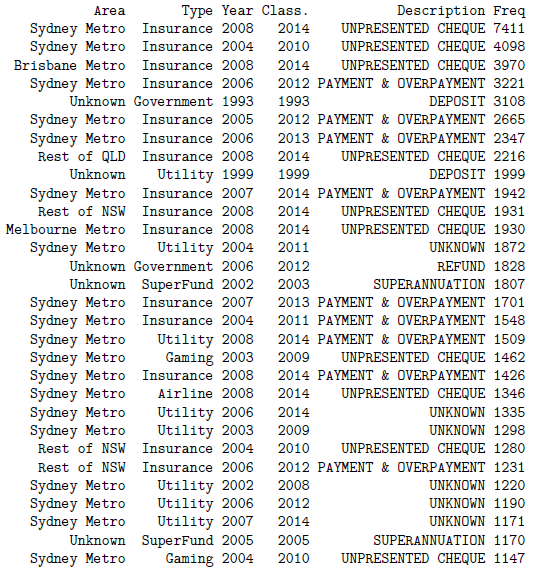 Area Type Year Class. Description Freq
Sydney Metro Insurance 2008 2014 UNPRESENTED CHEQUE 7411
Sydney Metro Insurance 2004 2010 UNPRESENTED CHEQUE 4098
Brisbane Metro Insurance 2008 2014 UNPRESENTED CHEQUE 3970
Sydney Metro Insurance 2006 2012 PAYMENT & OVERPAYMENT 3221
Unknown Government 1993 1993 DEPOSIT 3108
Sydney Metro Insurance 2005 2012 PAYMENT & OVERPAYMENT 2665
Sydney Metro Insurance 2006 2013 PAYMENT & OVERPAYMENT 2347
Rest of QLD Insurance 2008 2014 UNPRESENTED CHEQUE 2216
Unknown Utility 1999 1999 DEPOSIT 1999
Sydney Metro Insurance 2007 2014 PAYMENT & OVERPAYMENT 1942
Rest of NSW Insurance 2008 2014 UNPRESENTED CHEQUE 1931
Melbourne Metro Insurance 2008 2014 UNPRESENTED CHEQUE 1930
Sydney Metro Utility 2004 2011 UNKNOWN 1872
Unknown Government 2006 2012 REFUND 1828
Unknown SuperFund 2002 2003 SUPERANNUATION 1807
Sydney Metro Insurance 2007 2013 PAYMENT & OVERPAYMENT 1701
Sydney Metro Insurance 2004 2011 PAYMENT & OVERPAYMENT 1548
Sydney Metro Utility 2008 2014 PAYMENT & OVERPAYMENT 1509
Sydney Metro Gaming 2003 2009 UNPRESENTED CHEQUE 1462
Sydney Metro Insurance 2008 2014 PAYMENT & OVERPAYMENT 1426
Sydney Metro Airline 2008 2014 UNPRESENTED CHEQUE 1346
Sydney Metro Utility 2006 2014 UNKNOWN 1335
Sydney Metro Utility 2003 2009 UNKNOWN 1298
Rest of NSW Insurance 2004 2010 UNPRESENTED CHEQUE 1280
Rest of NSW Insurance 2006 2012 PAYMENT & OVERPAYMENT 1231
Sydney Metro Utility 2002 2008 UNKNOWN 1220
Sydney Metro Utility 2006 2012 UNKNOWN 1190
Sydney Metro Utility 2007 2014 UNKNOWN 1171
Unknown SuperFund 2005 2005 SUPERANNUATION 1170
Sydney Metro Gaming 2004 2010 UNPRESENTED CHEQUE 1147